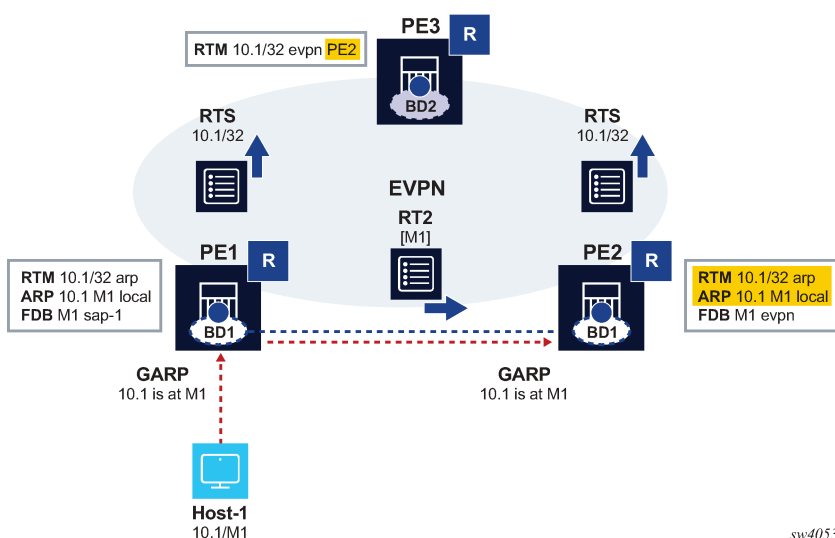 PE3
R
RTM 10.1/32 evpn PE2
BD2
RTS
10.1/32
RTS
10.1/32
EVPN
RT2
[M1]
PE1
R
PE2
R
RTM 10.1/32 arp
ARP 10.1 M1 local
FDB M1 sap-1
BD1
BD1
RTM 10.1/32 arp
ARP 10.1 M1 local
FDB M1 evpn
GARP
10.1 is at M1
GARP
10.1 is at M1
Host-1
10.1/M1
sw4053